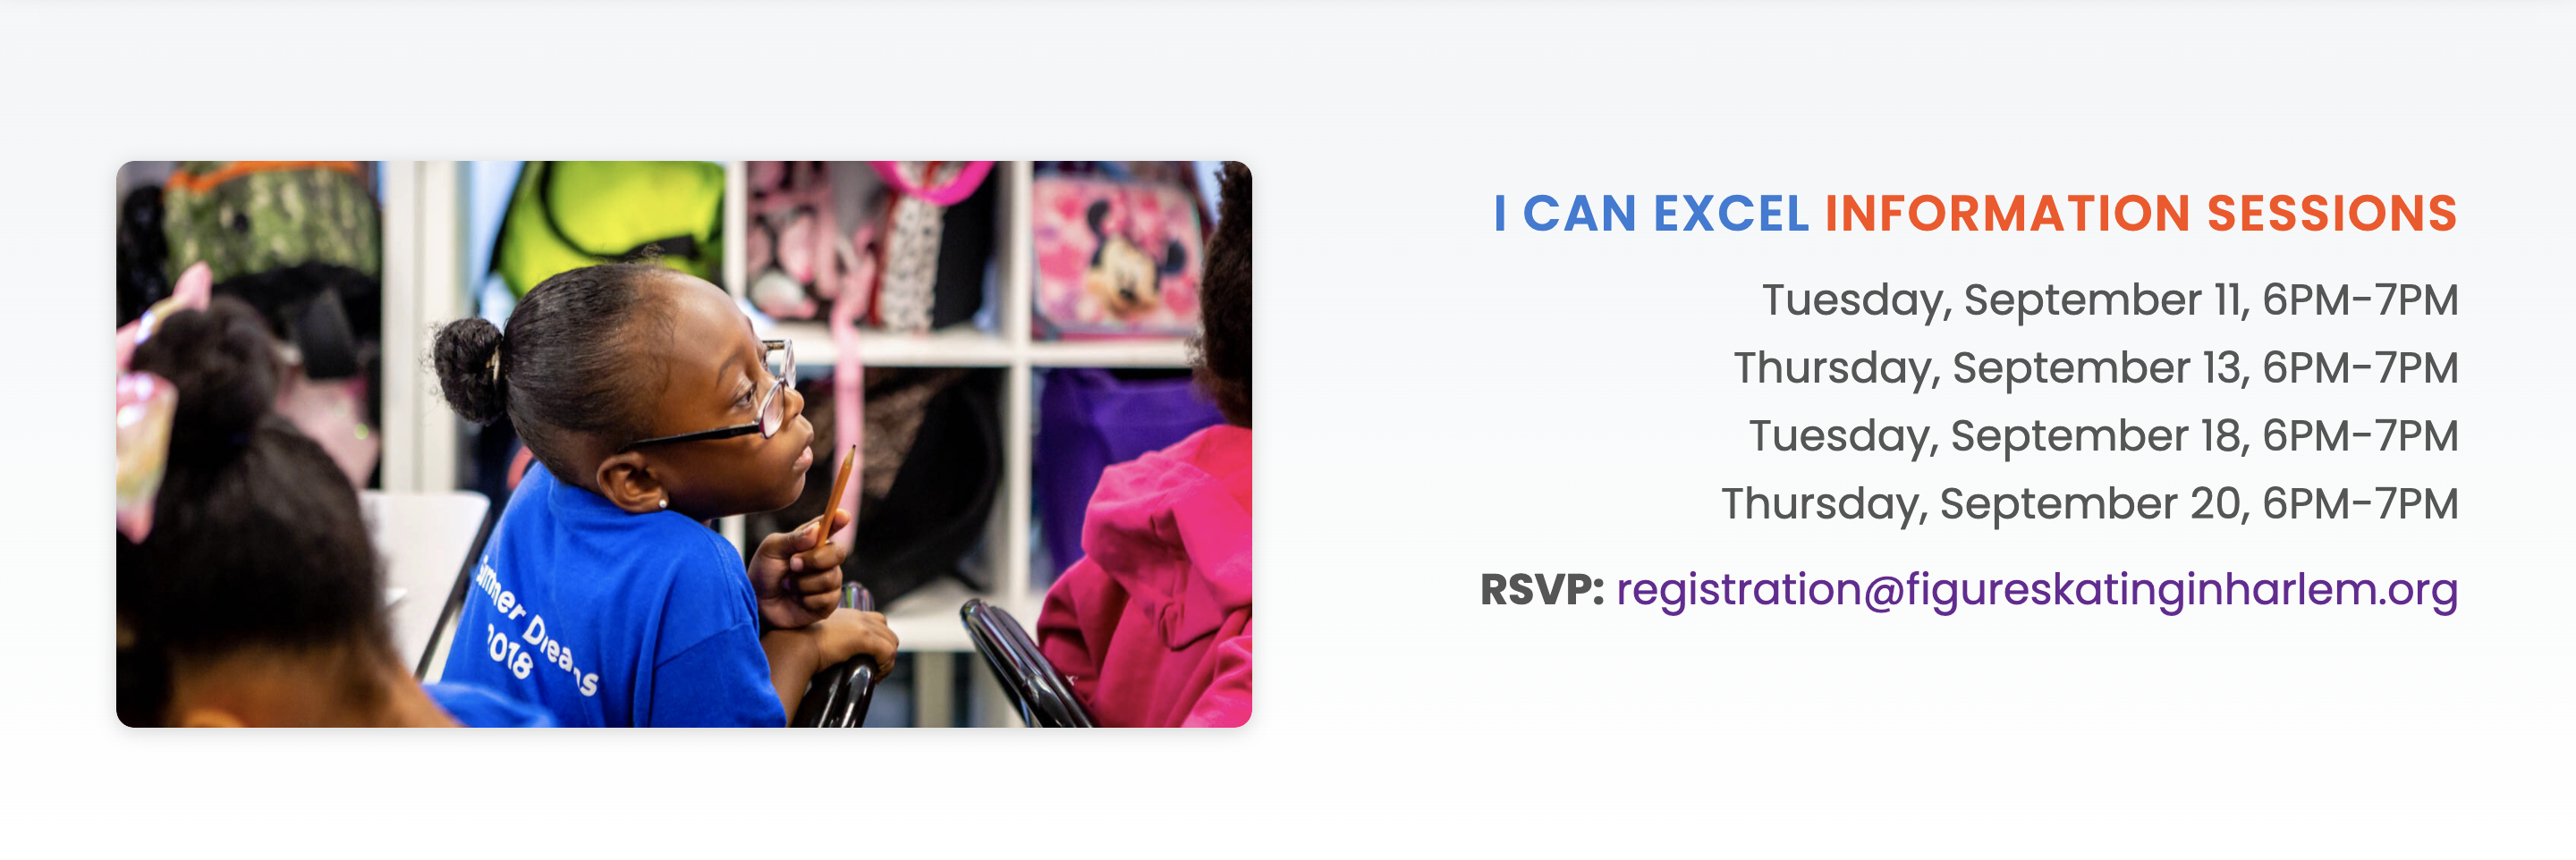 I CAN EXCEL INFORMATION SESSIONS
Tuesday, September 11, 6PM-7PM
Thursday, September 13, 6PM-7PM
Tuesday, September 18, 6PM-7PM
Thursday, September 20, 6PM-7PM
RSVP: registration@figureskatinginharlem.org
Dreams
2018